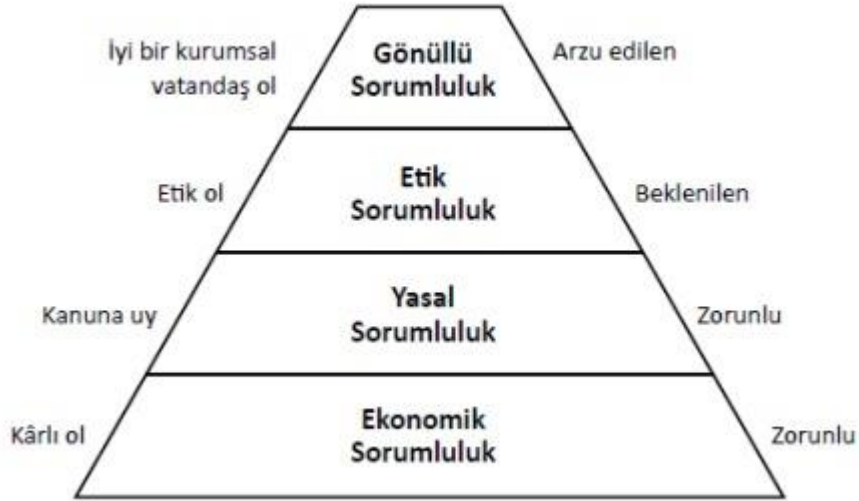 İyi bir kurumsal
vatandaş ol
Gönüllü
Sorumluluk
Arzu edilen
Etik ol
Etik
Sorumluluk
Beklenilen
Kanuna uy
Yasal
Sorumluluk
Zorunlu
Kârlı ol
Ekonomik
Sorumluluk
Zorunlu